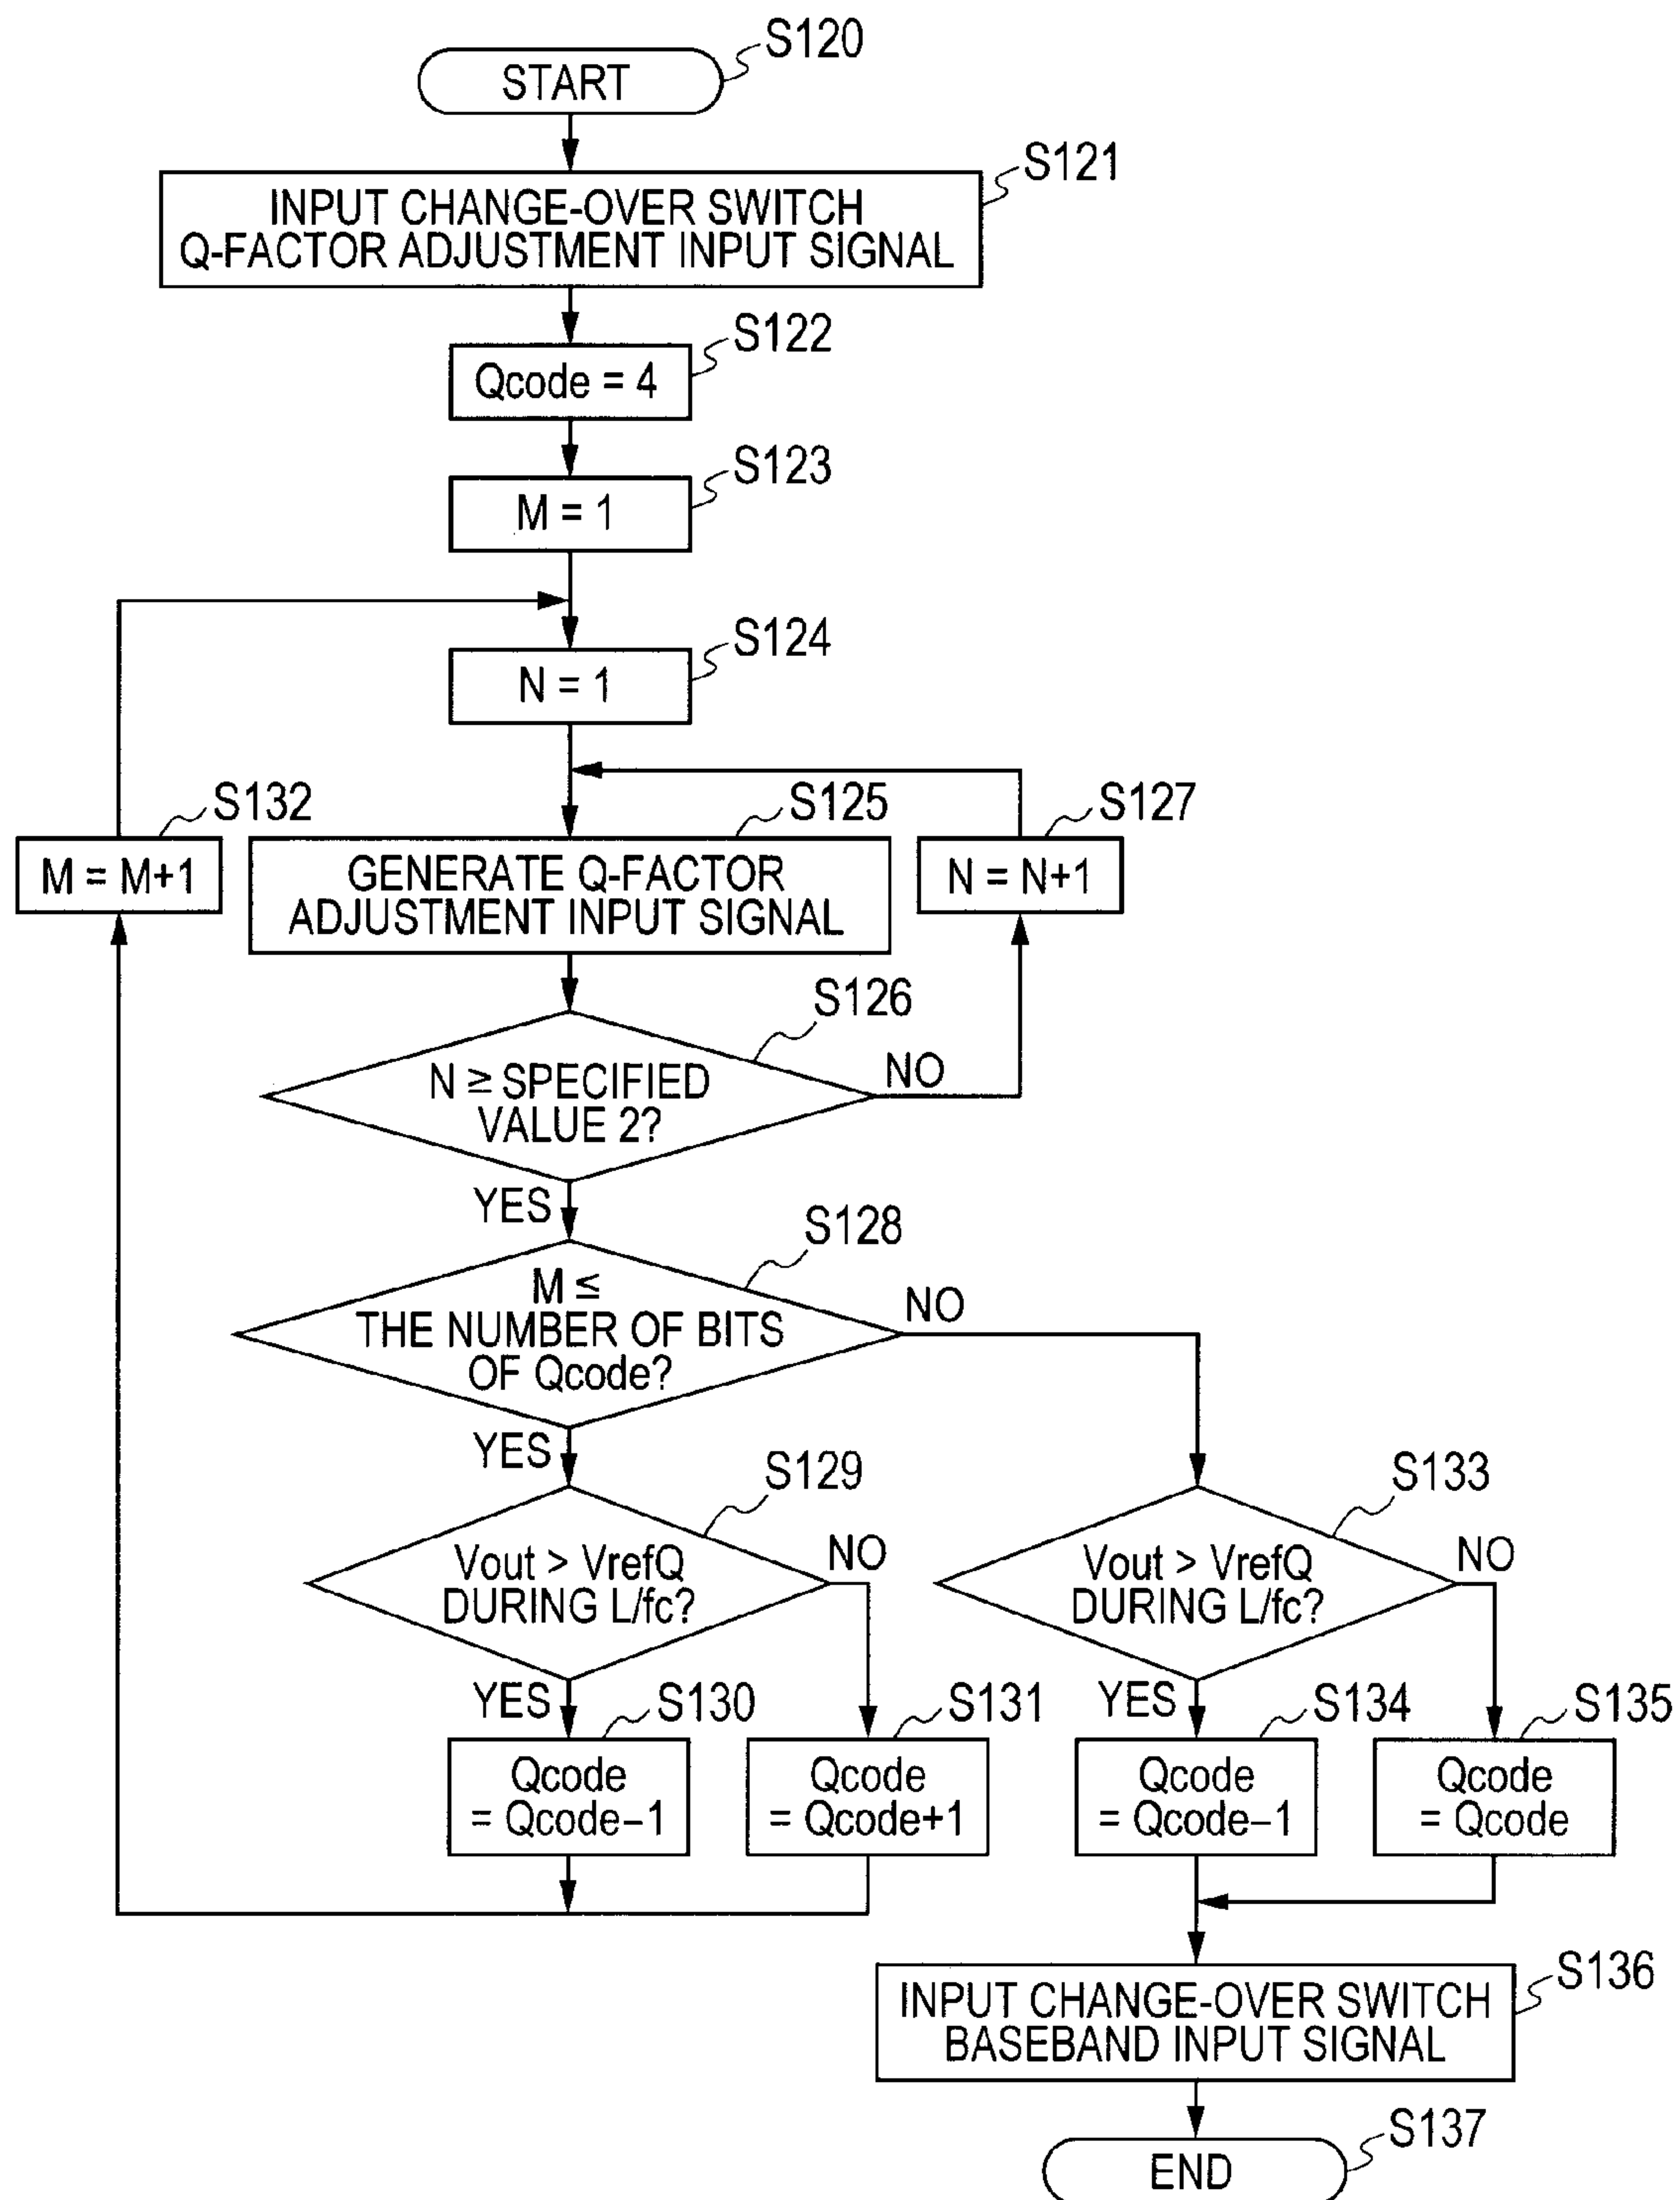 S120
START
S121
INPUT CHANGE-OVER SWITCH
Q-FACTOR ADJUSTMENT INPUT SIGNAL
S122
Qcode = 4
S123
M = 1
S124
N = 1
S132
M = M+1
S125
GENERATE Q-FACTOR
ADJUSTMENT INPUT SIGNAL
S127
N = N+1
S126
N ≥ SPECIFIED
VALUE 2?
NO
YES
S128
M ≤
THE NUMBER OF BITS
OF Qcode?
NO
YES
S129
Vout > VrefQ
DURING L/fc?
NO
YES
S133
Vout > VrefQ
DURING L/fc?
NO
YES
S130
Qcode
= Qcode−1
S131
Qcode
= Qcode+1
S134
Qcode
= Qcode−1
S135
Qcode
= Qcode
S136
INPUT CHANGE-OVER SWITCH
BASEBAND INPUT SIGNAL
S137
END